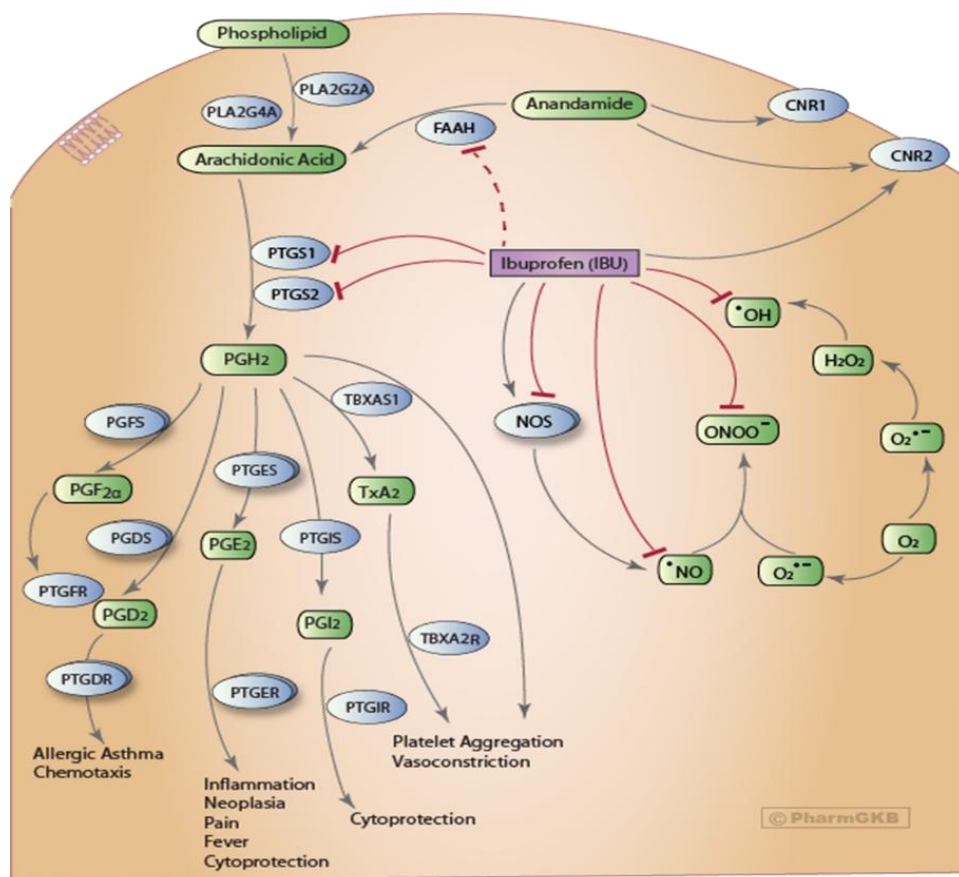 Phospholipid
PLA2G2A
PLA2G4A
Anandamide
CNR1
FAAH
CNR2
Arachidonic Acid
PTGS1
Ibuprofen (IBU)
PTGS2
•OH
PGH2
H2O2
TBXAS1
PGFS
NOS
ONOO−
O2•−
PTGES
PGF2α
TxA2
PGDS
PGE2
PTGIS
O2
•NO
O2•−
PTGFR
PGD2
PGI2
TBXA2R
PTGDR
PTGER
PTGIR
Allergic Asthma
Chemotaxis
Platelet Aggregation
Vasoconstriction
Inflammation
Neoplasia
Pain
Fever
Cytoprotection
Cytoprotection
© PharmGKB